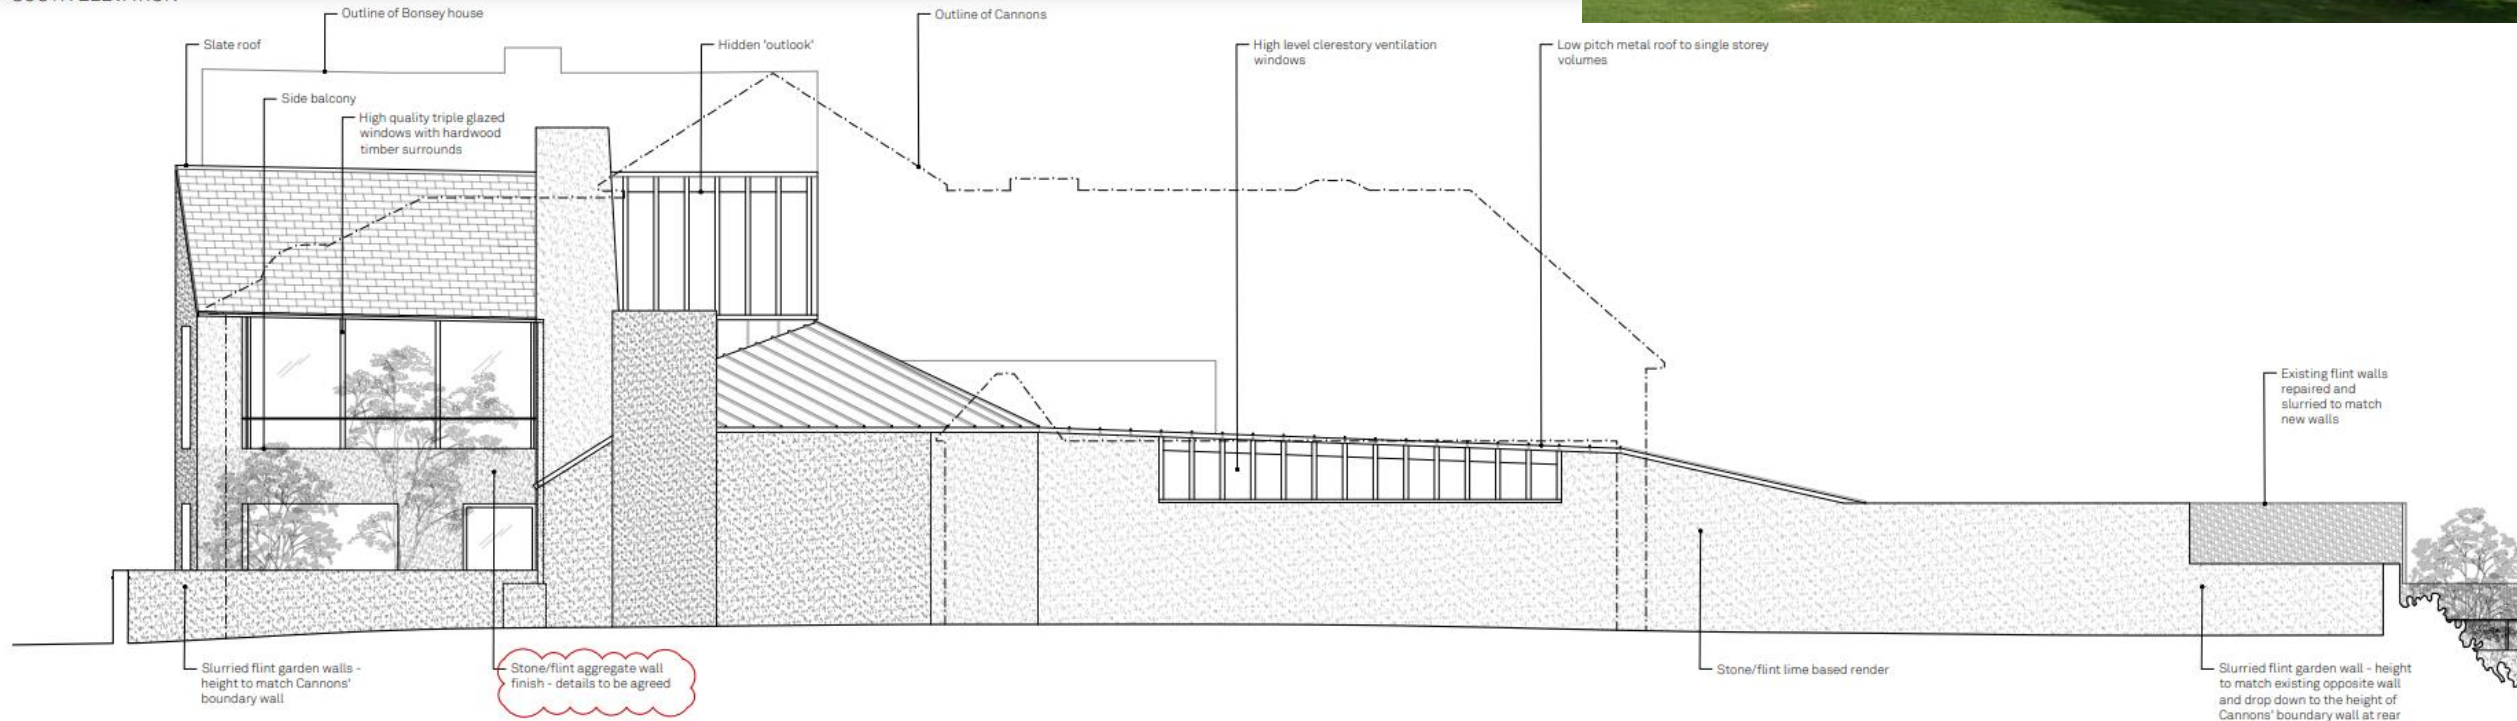 Outline of Bonsey house
Outline of Cannons
Slate roof
Hidden 'outlook'
High level clerestory ventilation
windows
Low pitch metal roof to single storey
volumes
Side balcony
High quality triple glazed
windows with hardwood
timber surrounds
Existing flint walls
repaired and
slurried to match
new walls
Slurried flint garden walls -
height to match Cannons'
boundary wall
Stone/flint aggregate wall
finish - details to be agreed
Stone/flint lime based render
Slurried flint garden wall - height
to match existing opposite wall
and drop down to the height of
Cannons' boundary wall at rear